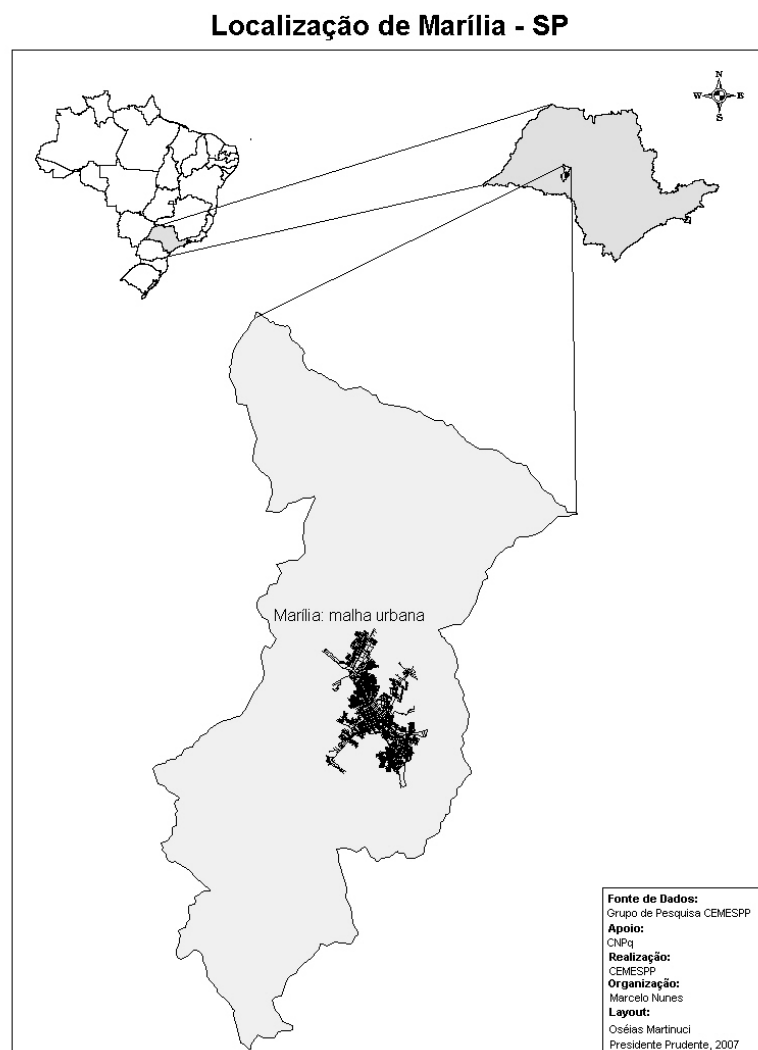 Localização de Marília - SP
N
W E
S
Marília: malha urbana
Fonte de Dados:
Grupo de Pesquisa CEMESPP
Apoio:
CNPq
Realização:
CEMESPP
Organização:
Marcelo Nunes
Layout:
Oséias Martinuci
Presidente Prudente, 2007